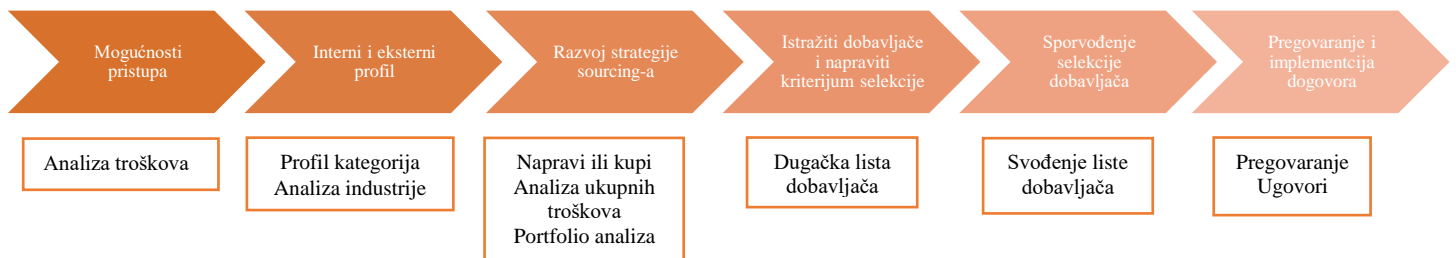 Mogućnosti
pristupa
Interni i eksterni
profil
Razvoj strategije
sourcing-a
Istražiti dobavljače
i napraviti
kriterijum selekcije
Sporvođenje
selekcije
dobavljača
Pregovaranje i
implementcija
dogovora
Analiza troškova
Profil kategorija
Analiza industrije
Napravi ili kupi
Analiza ukupnih
troškova
Portfolio analiza
Dugačka lista
dobavljača
Svođenje liste
dobavljača
Pregovaranje
Ugovori